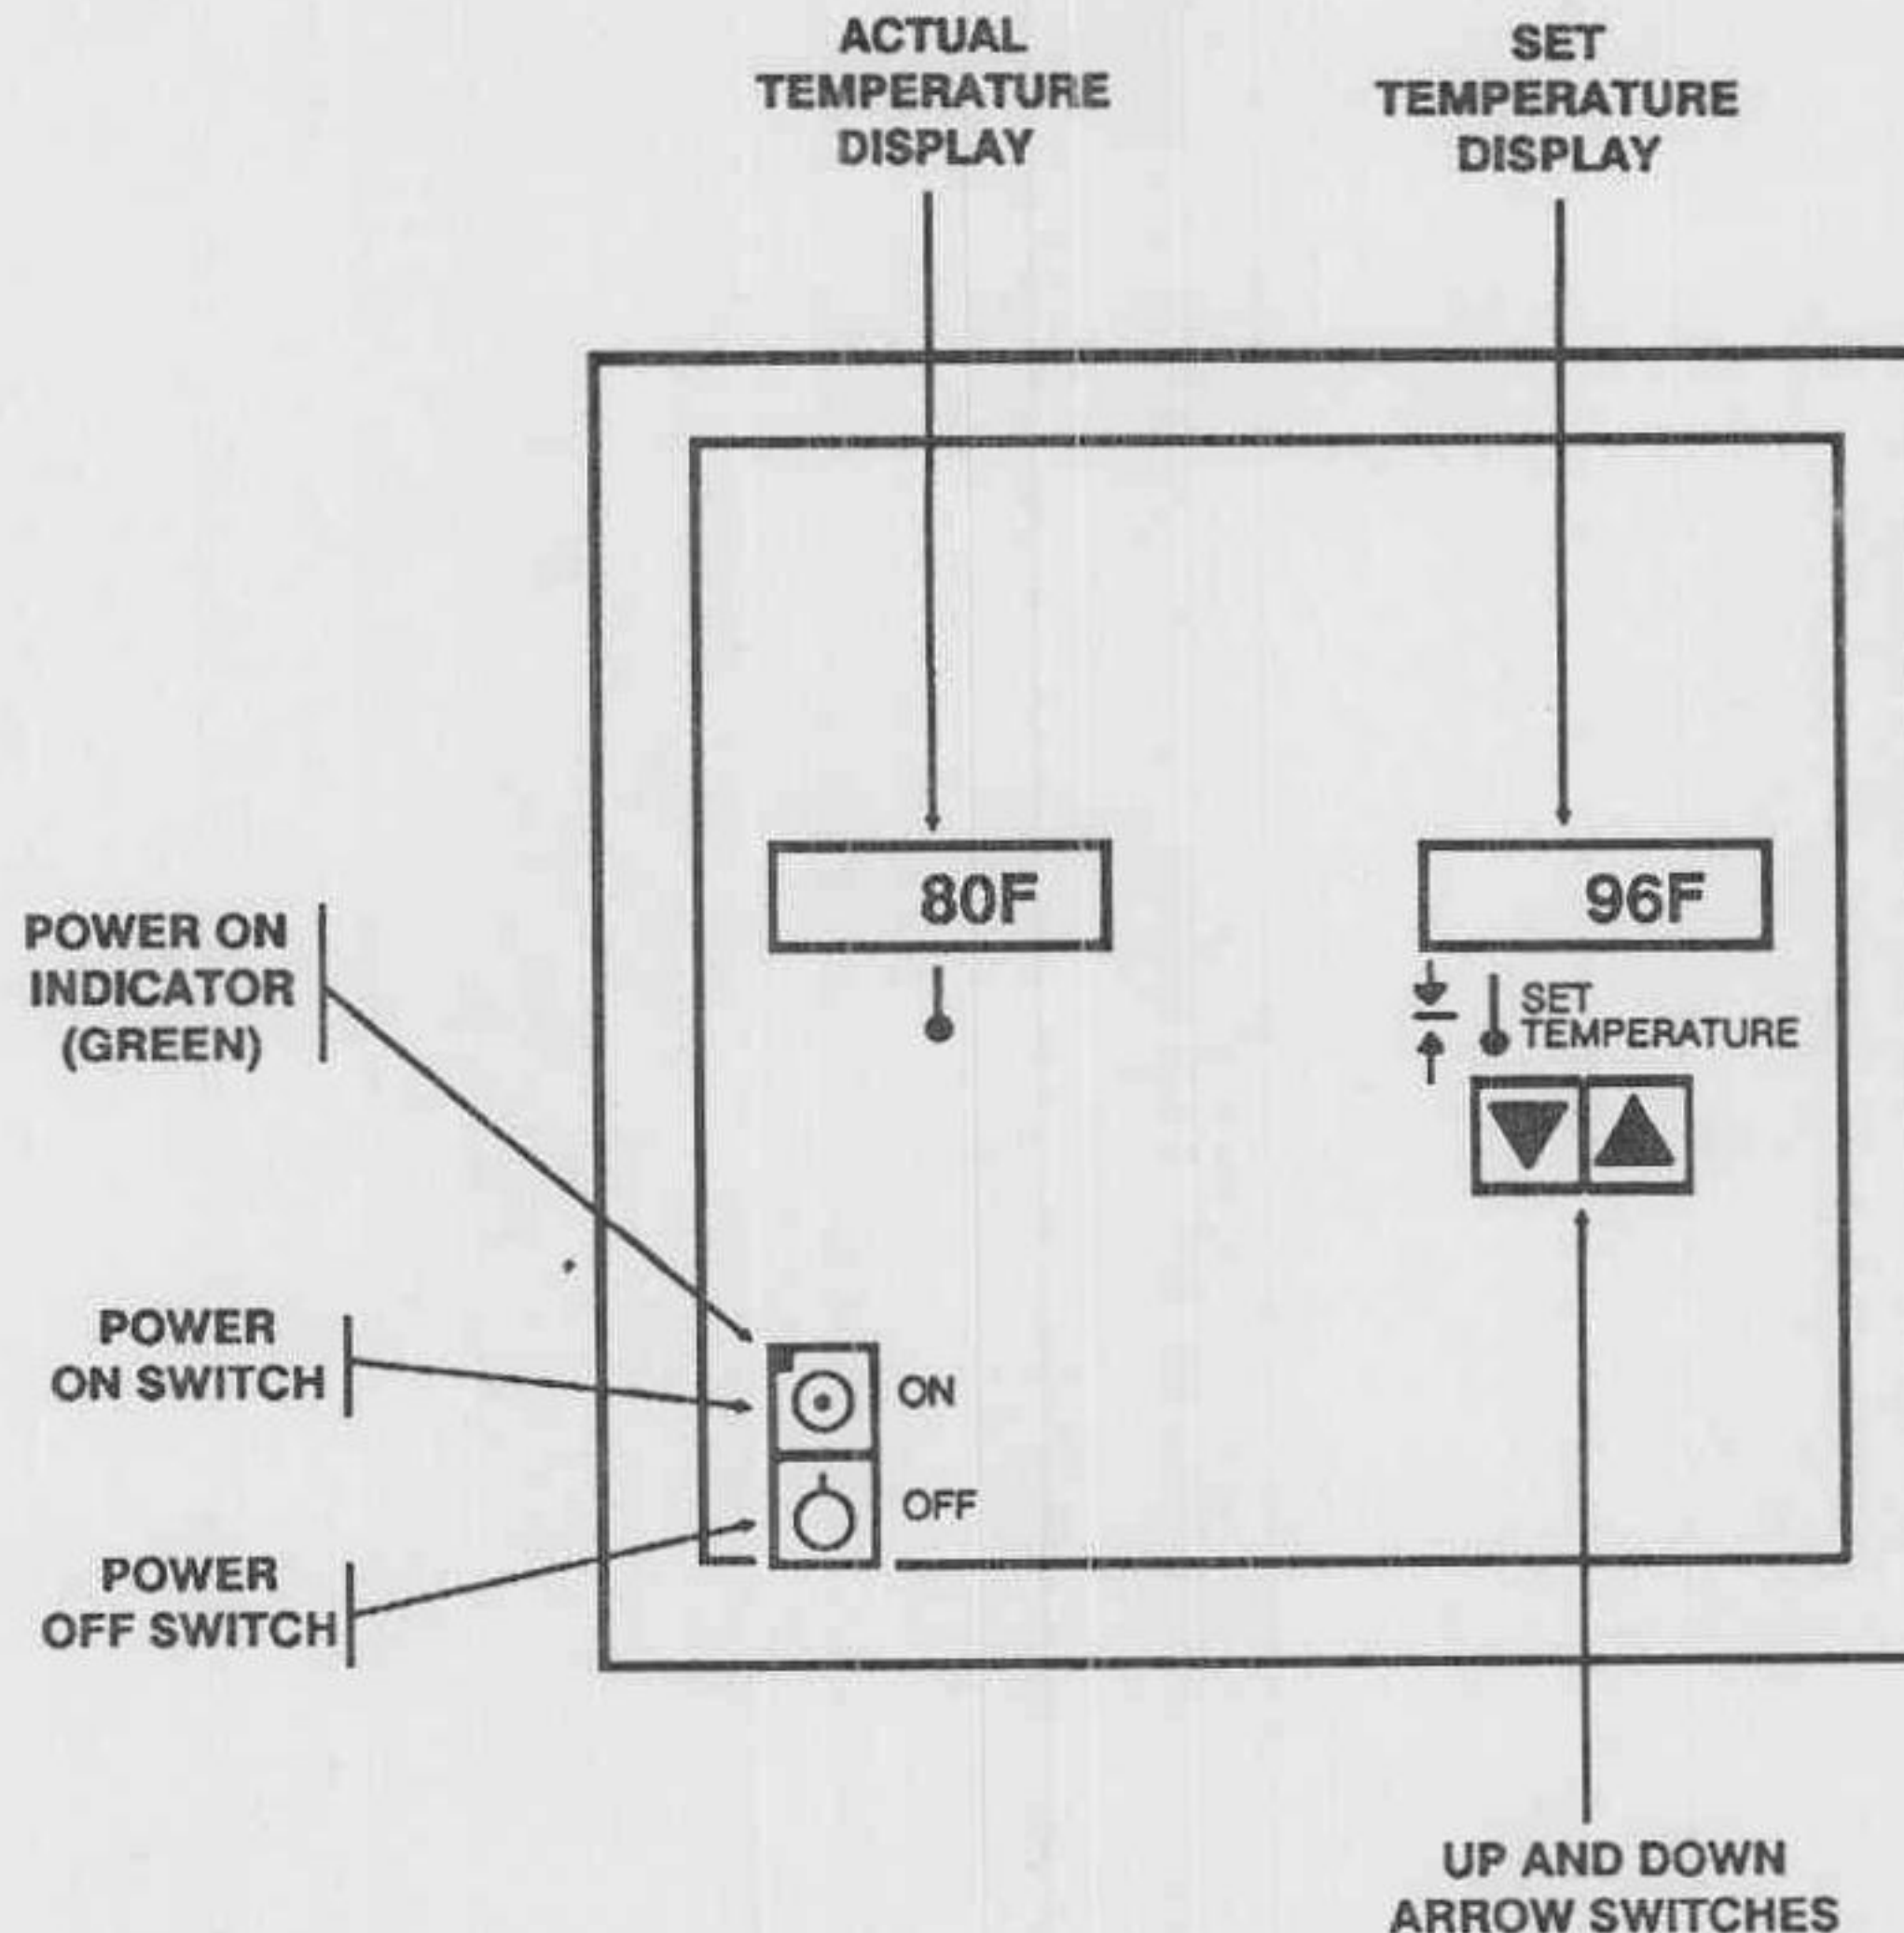 ACTUAL
TEMPERATURE
DISPLAY
SET
TEMPERATURE
DISPLAY
80F
96F
POWER ON
INDICATOR
(GREEN)
SET
TEMPERATURE
POWER
ON SWITCH
ON
OFF
POWER
OFF SWITCH
UP AND DOWN
ARROW SWITCHES